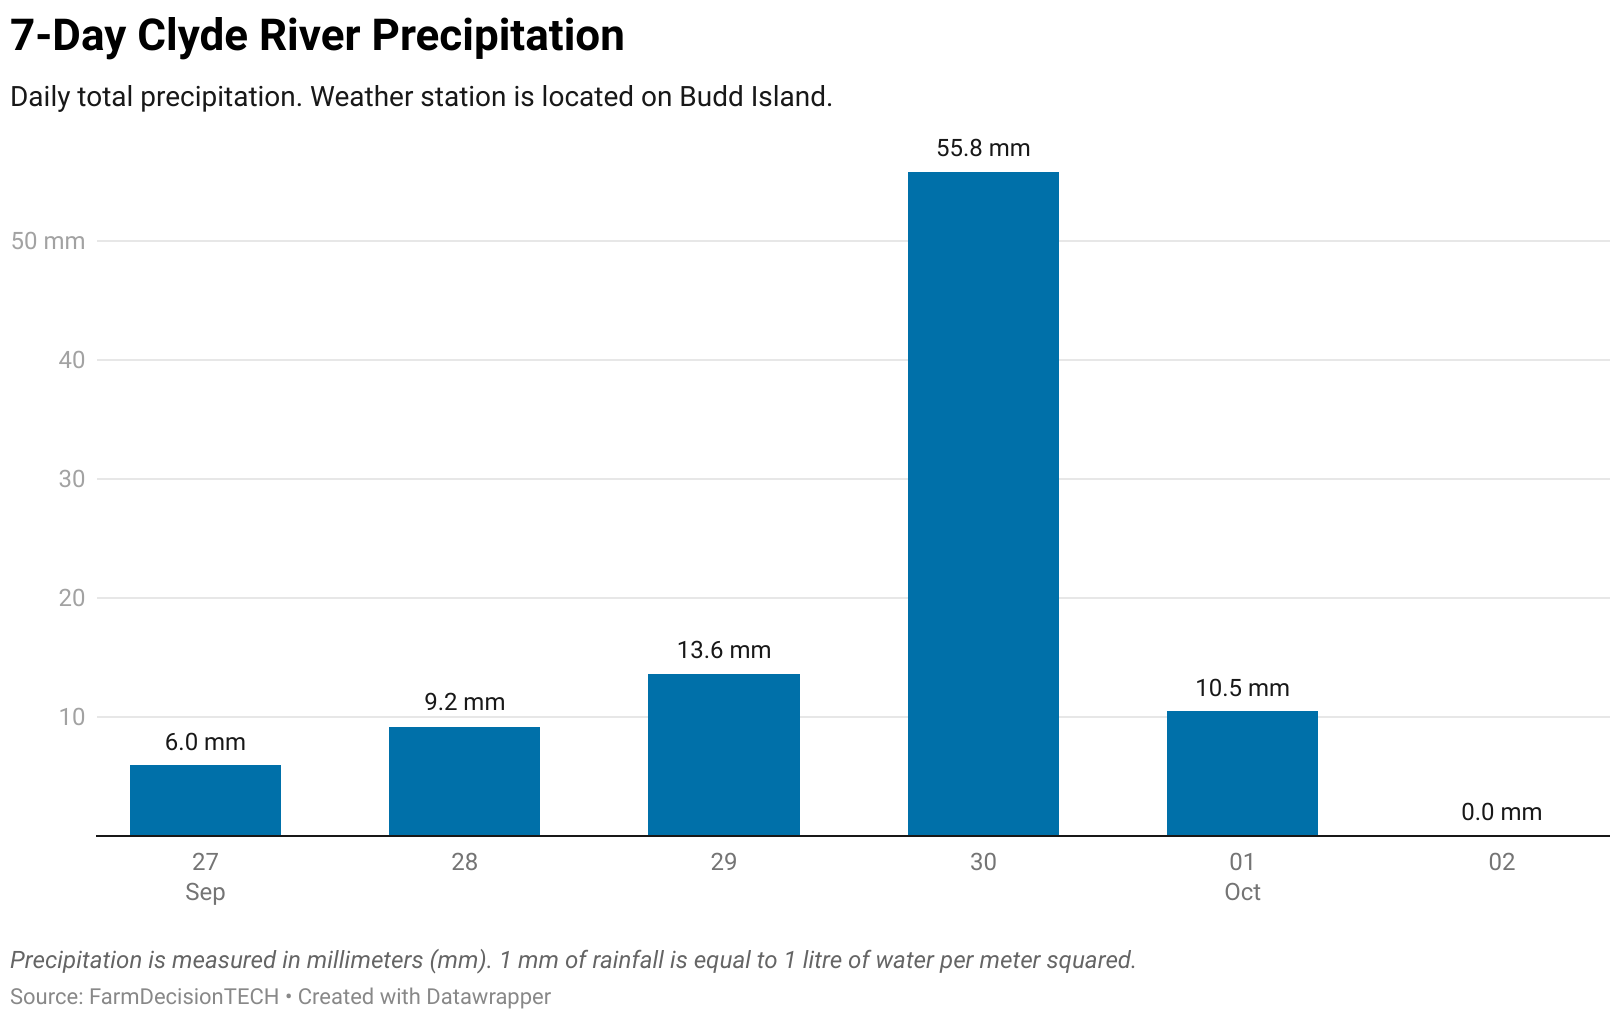 7-Day Clyde River Precipitation
Daily total precipitation. Weather station is located on Budd Island.
55.8 mm
50 mm
40
30
20
13.6 mm
10.5 mm
9.2 mm
10
6.0 mm
0.0 mm
27 28 29 30 01 02
Sep Oct
Precipitation is measured in millimeters (mm). 1 mm of rainfall is equal to 1 litre of water per meter squared.
Source: FarmDecisionTECH • Created with Datawrapper